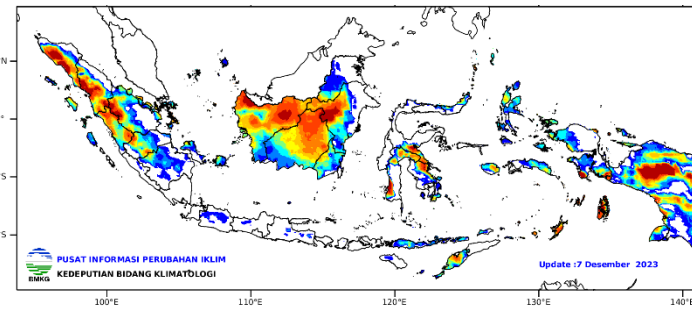 N
°
S
S
PUSAT INFORMASI PERUBAHAN IKLIM
KEDEPUTIAN BIDANG KLIMATOLOGI
BMKG
Update :7 Desember 2023
100°E
110°E
120°E
130°E
140°E